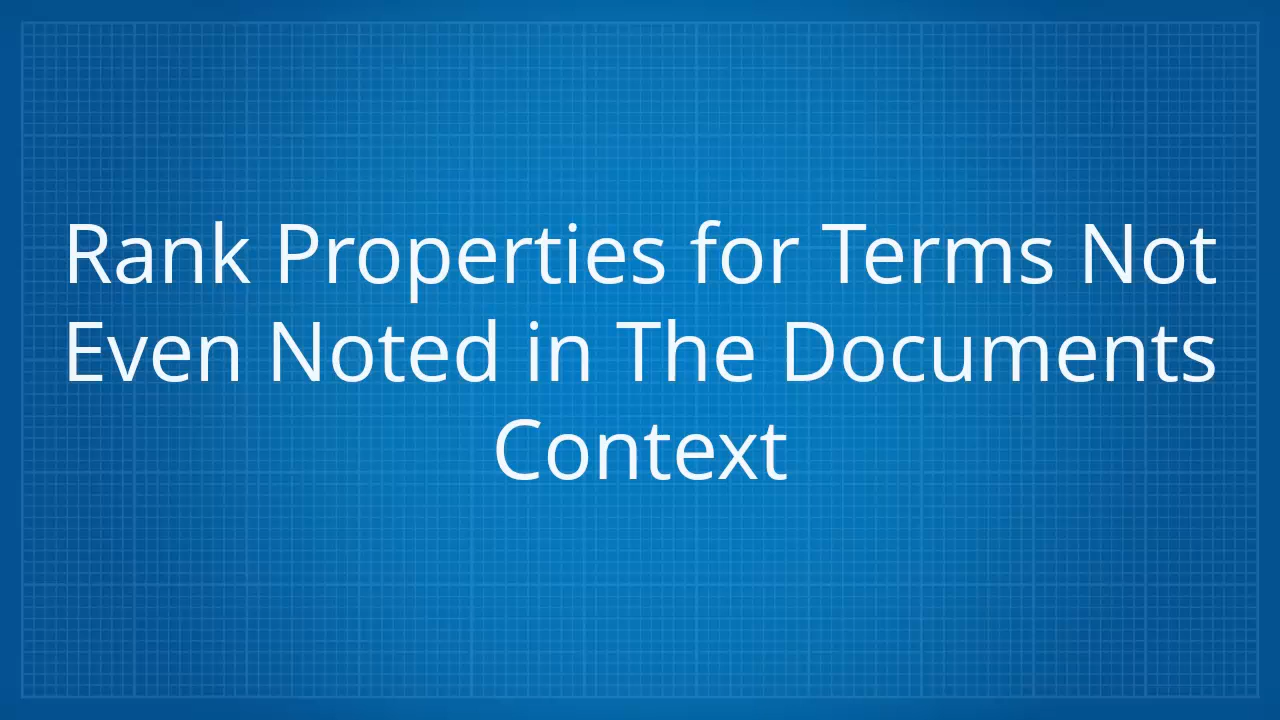 Rank Properties for Terms Not
Even Noted in The Documents
Context